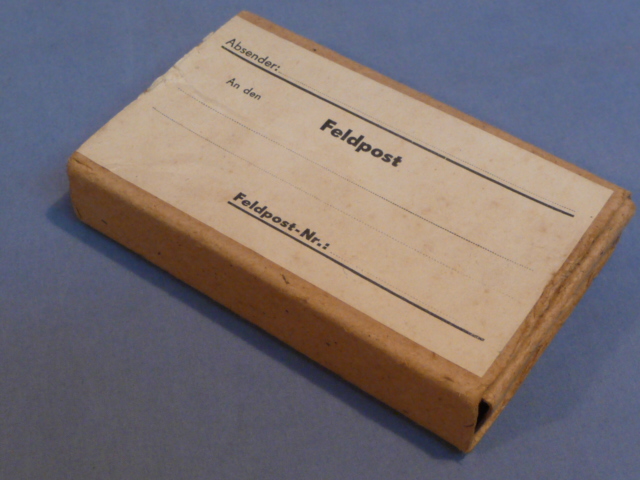 Absender:
An den
Feldpost
Feldpost-Nr.: